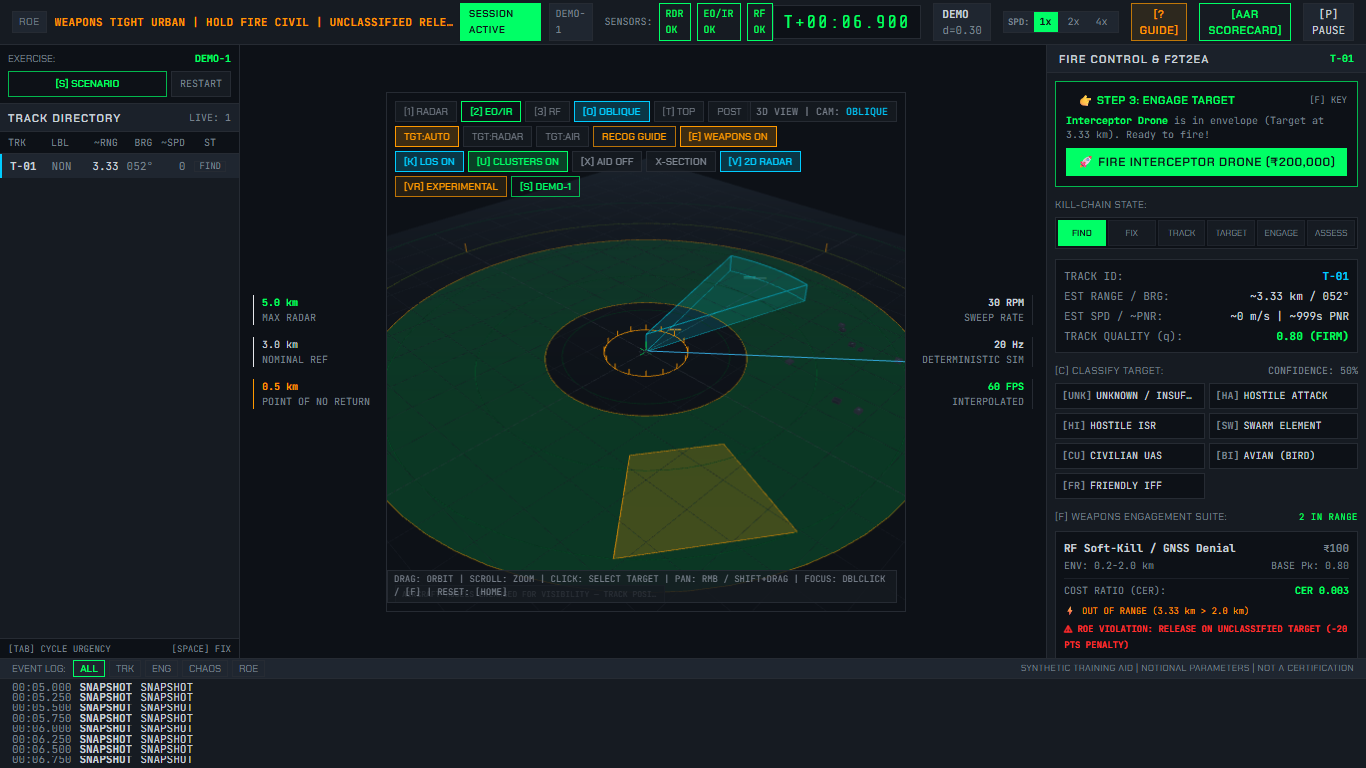 ROE
WEAPONS TIGHT URBAN | HOLD FIRE CIVIL | UNCLASSIFIED RELE…
SESSION ACTIVE
DEMO-1
SENSORS:
RDR OK
EO/IR OK
RF OK
T+00:06.900
DEMO
d=0.30
SPD: 1x 2x 4x
[? GUIDE]
[AAR SCORECARD]
[P] PAUSE
EXERCISE: DEMO-1
[S] SCENARIO RESTART
TRACK DIRECTORY LIVE: 1
TRK LBL ~RNG BRG ~SPD ST
T-01 NON 3.33 052° 0 FIND
[TAB] CYCLE URGENCY [SPACE] FIX
[1] RADAR [2] EO/IR [3] RF [O] OBLIQUE [T] TOP POST 3D VIEW | CAM: OBLIQUE
TGT:AUTO TGT:RADAR TGT:AIR RECOG GUIDE [E] WEAPONS ON
[K] LOS ON [U] CLUSTERS ON [X] AID OFF X-SECTION [V] 2D RADAR
[VR] EXPERIMENTAL [S] DEMO-1
5.0 km
MAX RADAR
3.0 km
NOMINAL REF
0.5 km
POINT OF NO RETURN
30 RPM
SWEEP RATE
20 Hz
DETERMINISTIC SIM
60 FPS
INTERPOLATED
DRAG: ORBIT | SCROLL: ZOOM | CLICK: SELECT TARGET | PAN: RMB / SHIFT+DRAG | FOCUS: DBLCLICK
/ [F] | RESET: [HOME]
FOR VISIBILITY — TRACK POSI…
FIRE CONTROL & F2T2EA T-01
👉 STEP 3: ENGAGE TARGET [F] KEY
Interceptor Drone is in envelope (Target at
3.33 km). Ready to fire!
🚀 FIRE INTERCEPTOR DRONE (₹200,000)
KILL-CHAIN STATE:
FIND FIX TRACK TARGET ENGAGE ASSESS
TRACK ID: T-01
EST RANGE / BRG: ~3.33 km / 052°
EST SPD / ~PNR: ~0 m/s | ~999s PNR
TRACK QUALITY (q): 0.80 (FIRM)
[C] CLASSIFY TARGET: CONFIDENCE: 50%
[UNK] UNKNOWN / INSUF… [HA] HOSTILE ATTACK
[HI] HOSTILE ISR [SW] SWARM ELEMENT
[CU] CIVILIAN UAS [BI] AVIAN (BIRD)
[FR] FRIENDLY IFF
[F] WEAPONS ENGAGEMENT SUITE: 2 IN RANGE
RF Soft-Kill / GNSS Denial ₹100
ENV: 0.2-2.0 km BASE Pk: 0.80
COST RATIO (CER): CER 0.003
⚡ OUT OF RANGE (3.33 km > 2.0 km)
⚠ ROE VIOLATION: RELEASE ON UNCLASSIFIED TARGET (-20
PTS PENALTY)
EVENT LOG: ALL TRK ENG CHAOS ROE
SYNTHETIC TRAINING AID | NOTIONAL PARAMETERS | NOT A CERTIFICATION
00:05.000 SNAPSHOT SNAPSHOT
00:05.250 SNAPSHOT SNAPSHOT
00:05.500 SNAPSHOT SNAPSHOT
00:05.750 SNAPSHOT SNAPSHOT
00:06.000 SNAPSHOT SNAPSHOT
00:06.250 SNAPSHOT SNAPSHOT
00:06.500 SNAPSHOT SNAPSHOT
00:06.750 SNAPSHOT SNAPSHOT